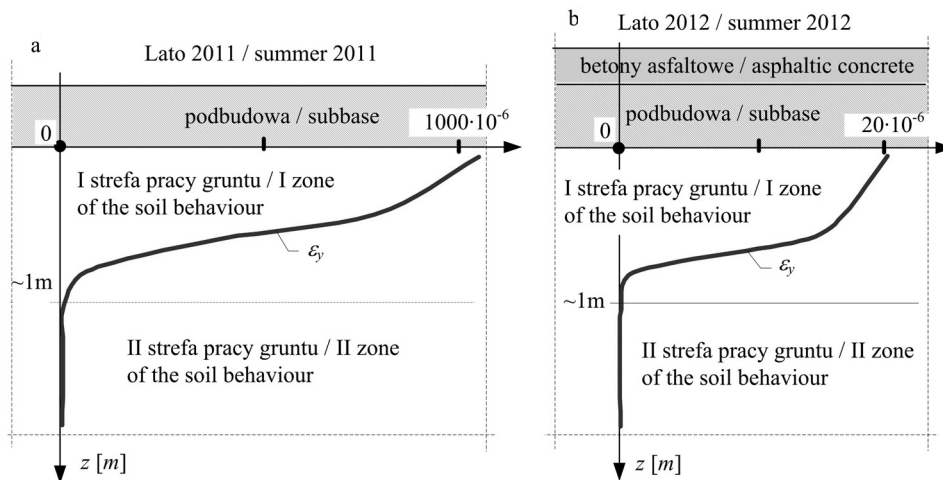 a
Lato 2011 / summer 2011
podbudowa / subbase
0
1000·10⁻⁶
I strefa pracy gruntu / I zone
of the soil behaviour
εy
~1m
II strefa pracy gruntu / II zone
of the soil behaviour
z [m]
b
Lato 2012 / summer 2012
betony asfaltowe / asphaltic concrete
podbudowa / subbase
0
20·10⁻⁶
I strefa pracy gruntu / I zone
of the soil behaviour
εy
~1m
II strefa pracy gruntu / II zone
of the soil behaviour
z [m]